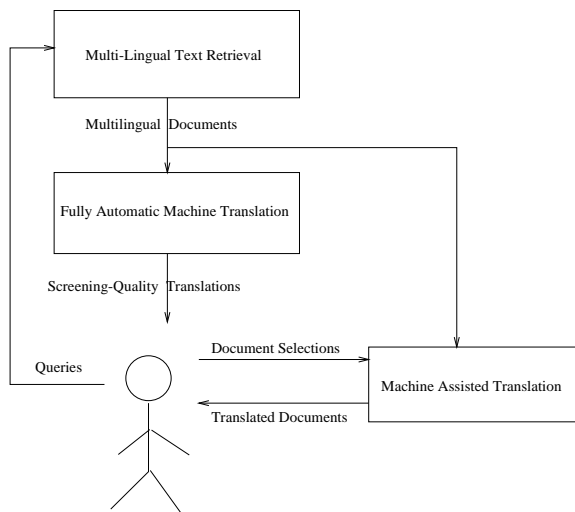 Multi-Lingual Text Retrieval
Multilingual Documents
Fully Automatic Machine Translation
Screening-Quality Translations
Document Selections
Queries
Machine Assisted Translation
Translated Documents